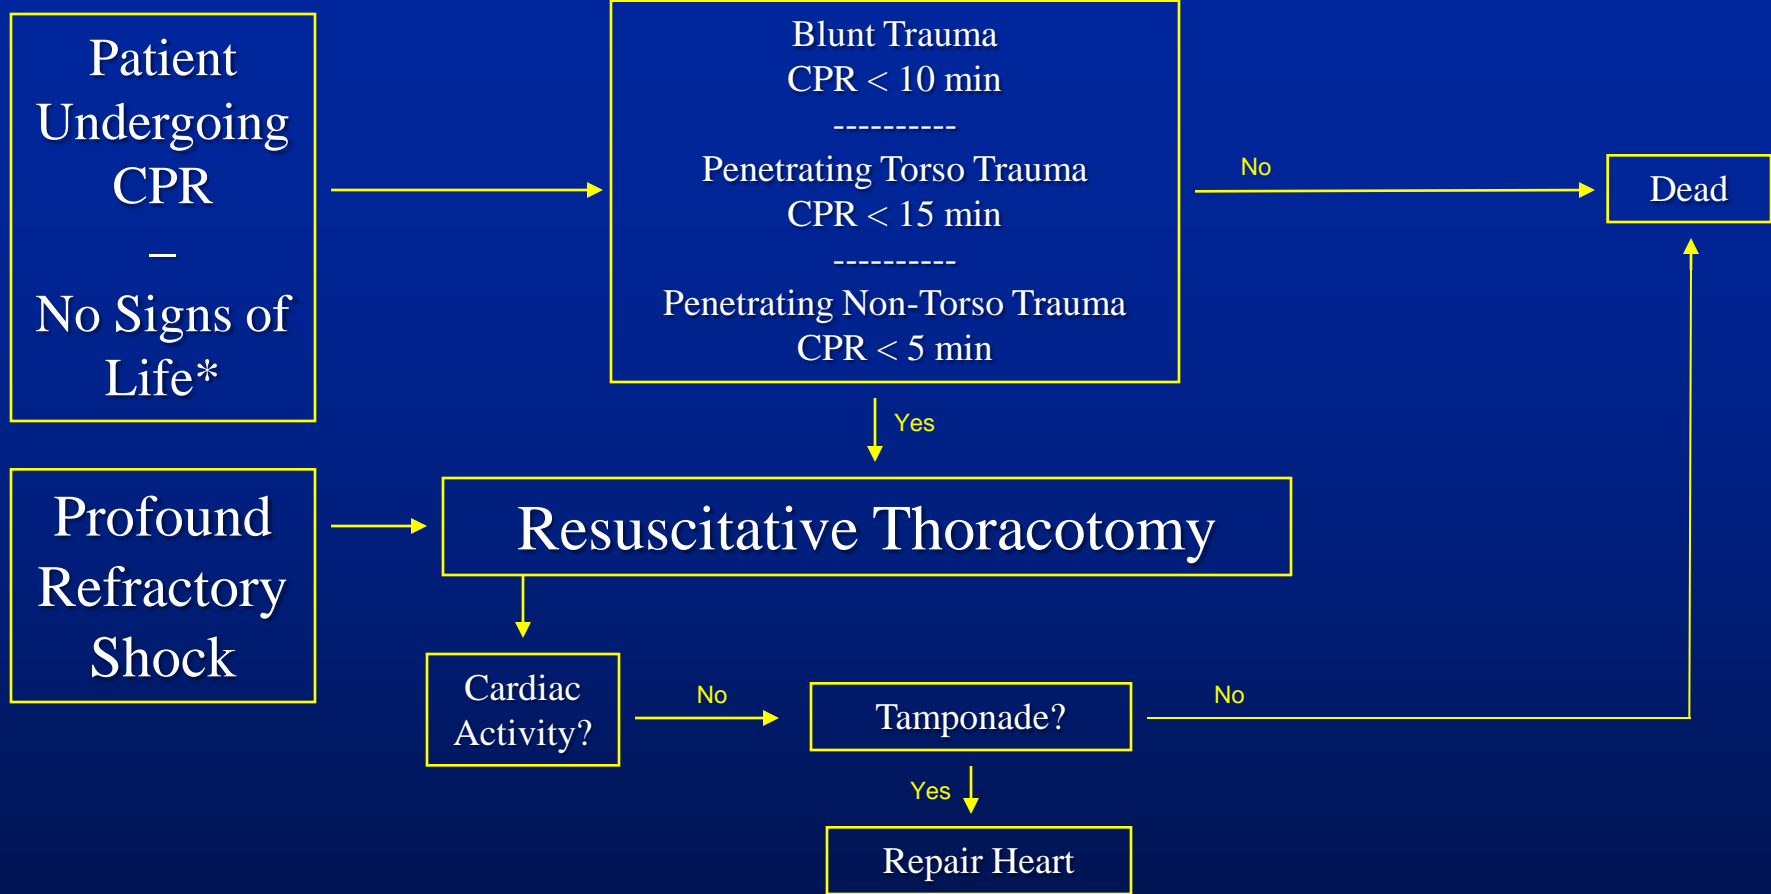 Patient
Undergoing
CPR
–
No Signs of
Life*
Blunt Trauma
CPR < 10 min
----------
Penetrating Torso Trauma
CPR < 15 min
----------
Penetrating Non-Torso Trauma
CPR < 5 min
No
Dead
Yes
Profound
Refractory
Shock
Resuscitative Thoracotomy
Cardiac
Activity?
No
Tamponade?
No
Yes
Repair Heart